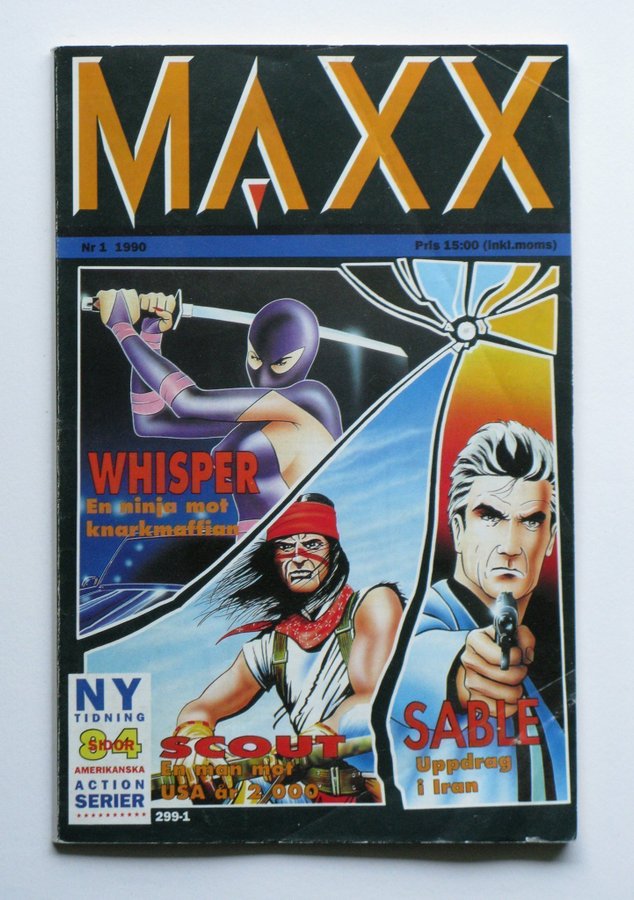 MAXX
Nr 1 1990
Pris 15:00 (inkl.moms)
WHISPER
En ninja mot
knarkmaffian
NY
TIDNING
84
SIDOR
AMERIKANSKA
ACTION
SERIER
SCOUT
En man mot
USA år 2 000
SABLE
Uppdrag
i Iran
299-1